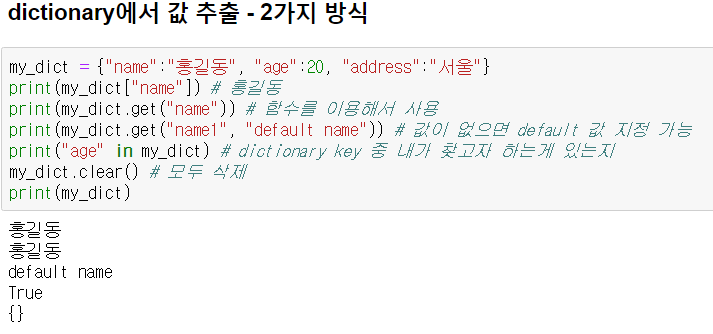 dictionary에서 값 추출 - 2가지 방식
my_dict = {"name":"홍길동", "age":20, "address":"서울"}
print(my_dict["name"]) # 홍길동
print(my_dict.get("name")) # 함수를 이용해서 사용
print(my_dict.get("name1", "default name")) # 값이 없으면 default 값 지정 가능
print("age" in my_dict) # dictionary key 중 내가 찾고자 하는게 있는지
my_dict.clear() # 모두 삭제
print(my_dict)
홍길동
홍길동
default name
True
{}